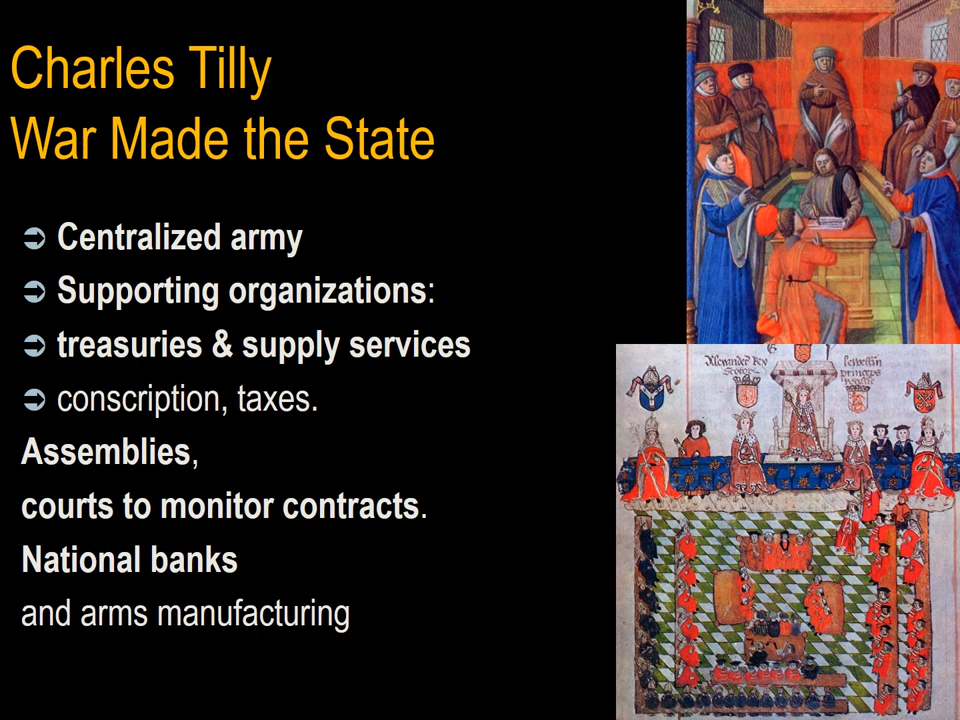 Charles Tilly
War Made the State
Centralized army
Supporting organizations:
treasuries & supply services
conscription, taxes.
Assemblies,
courts to monitor contracts.
National banks
and arms manufacturing
princeps